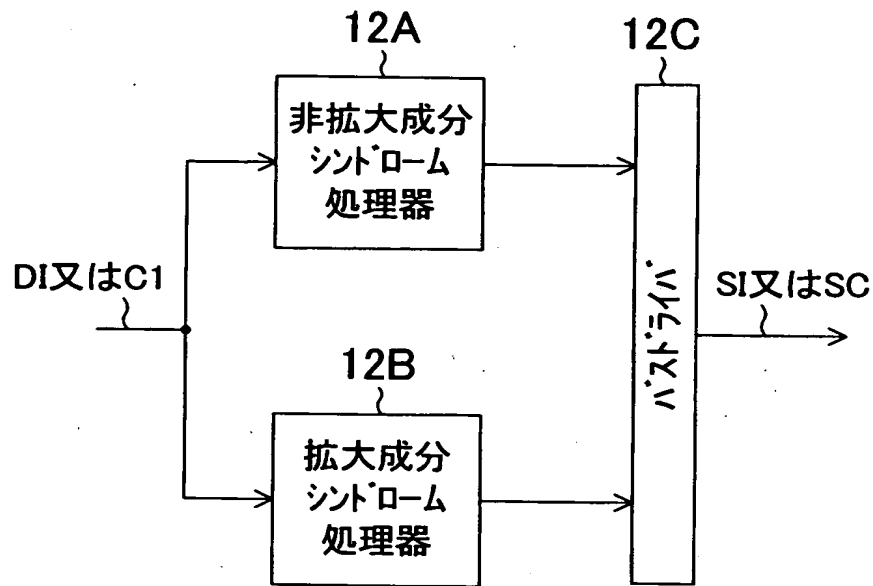 12A
12C
非拡大成分
シンドローム
処理器
DI又はC1
バスドライバ
SI又はSC
12B
拡大成分
シンドローム
処理器